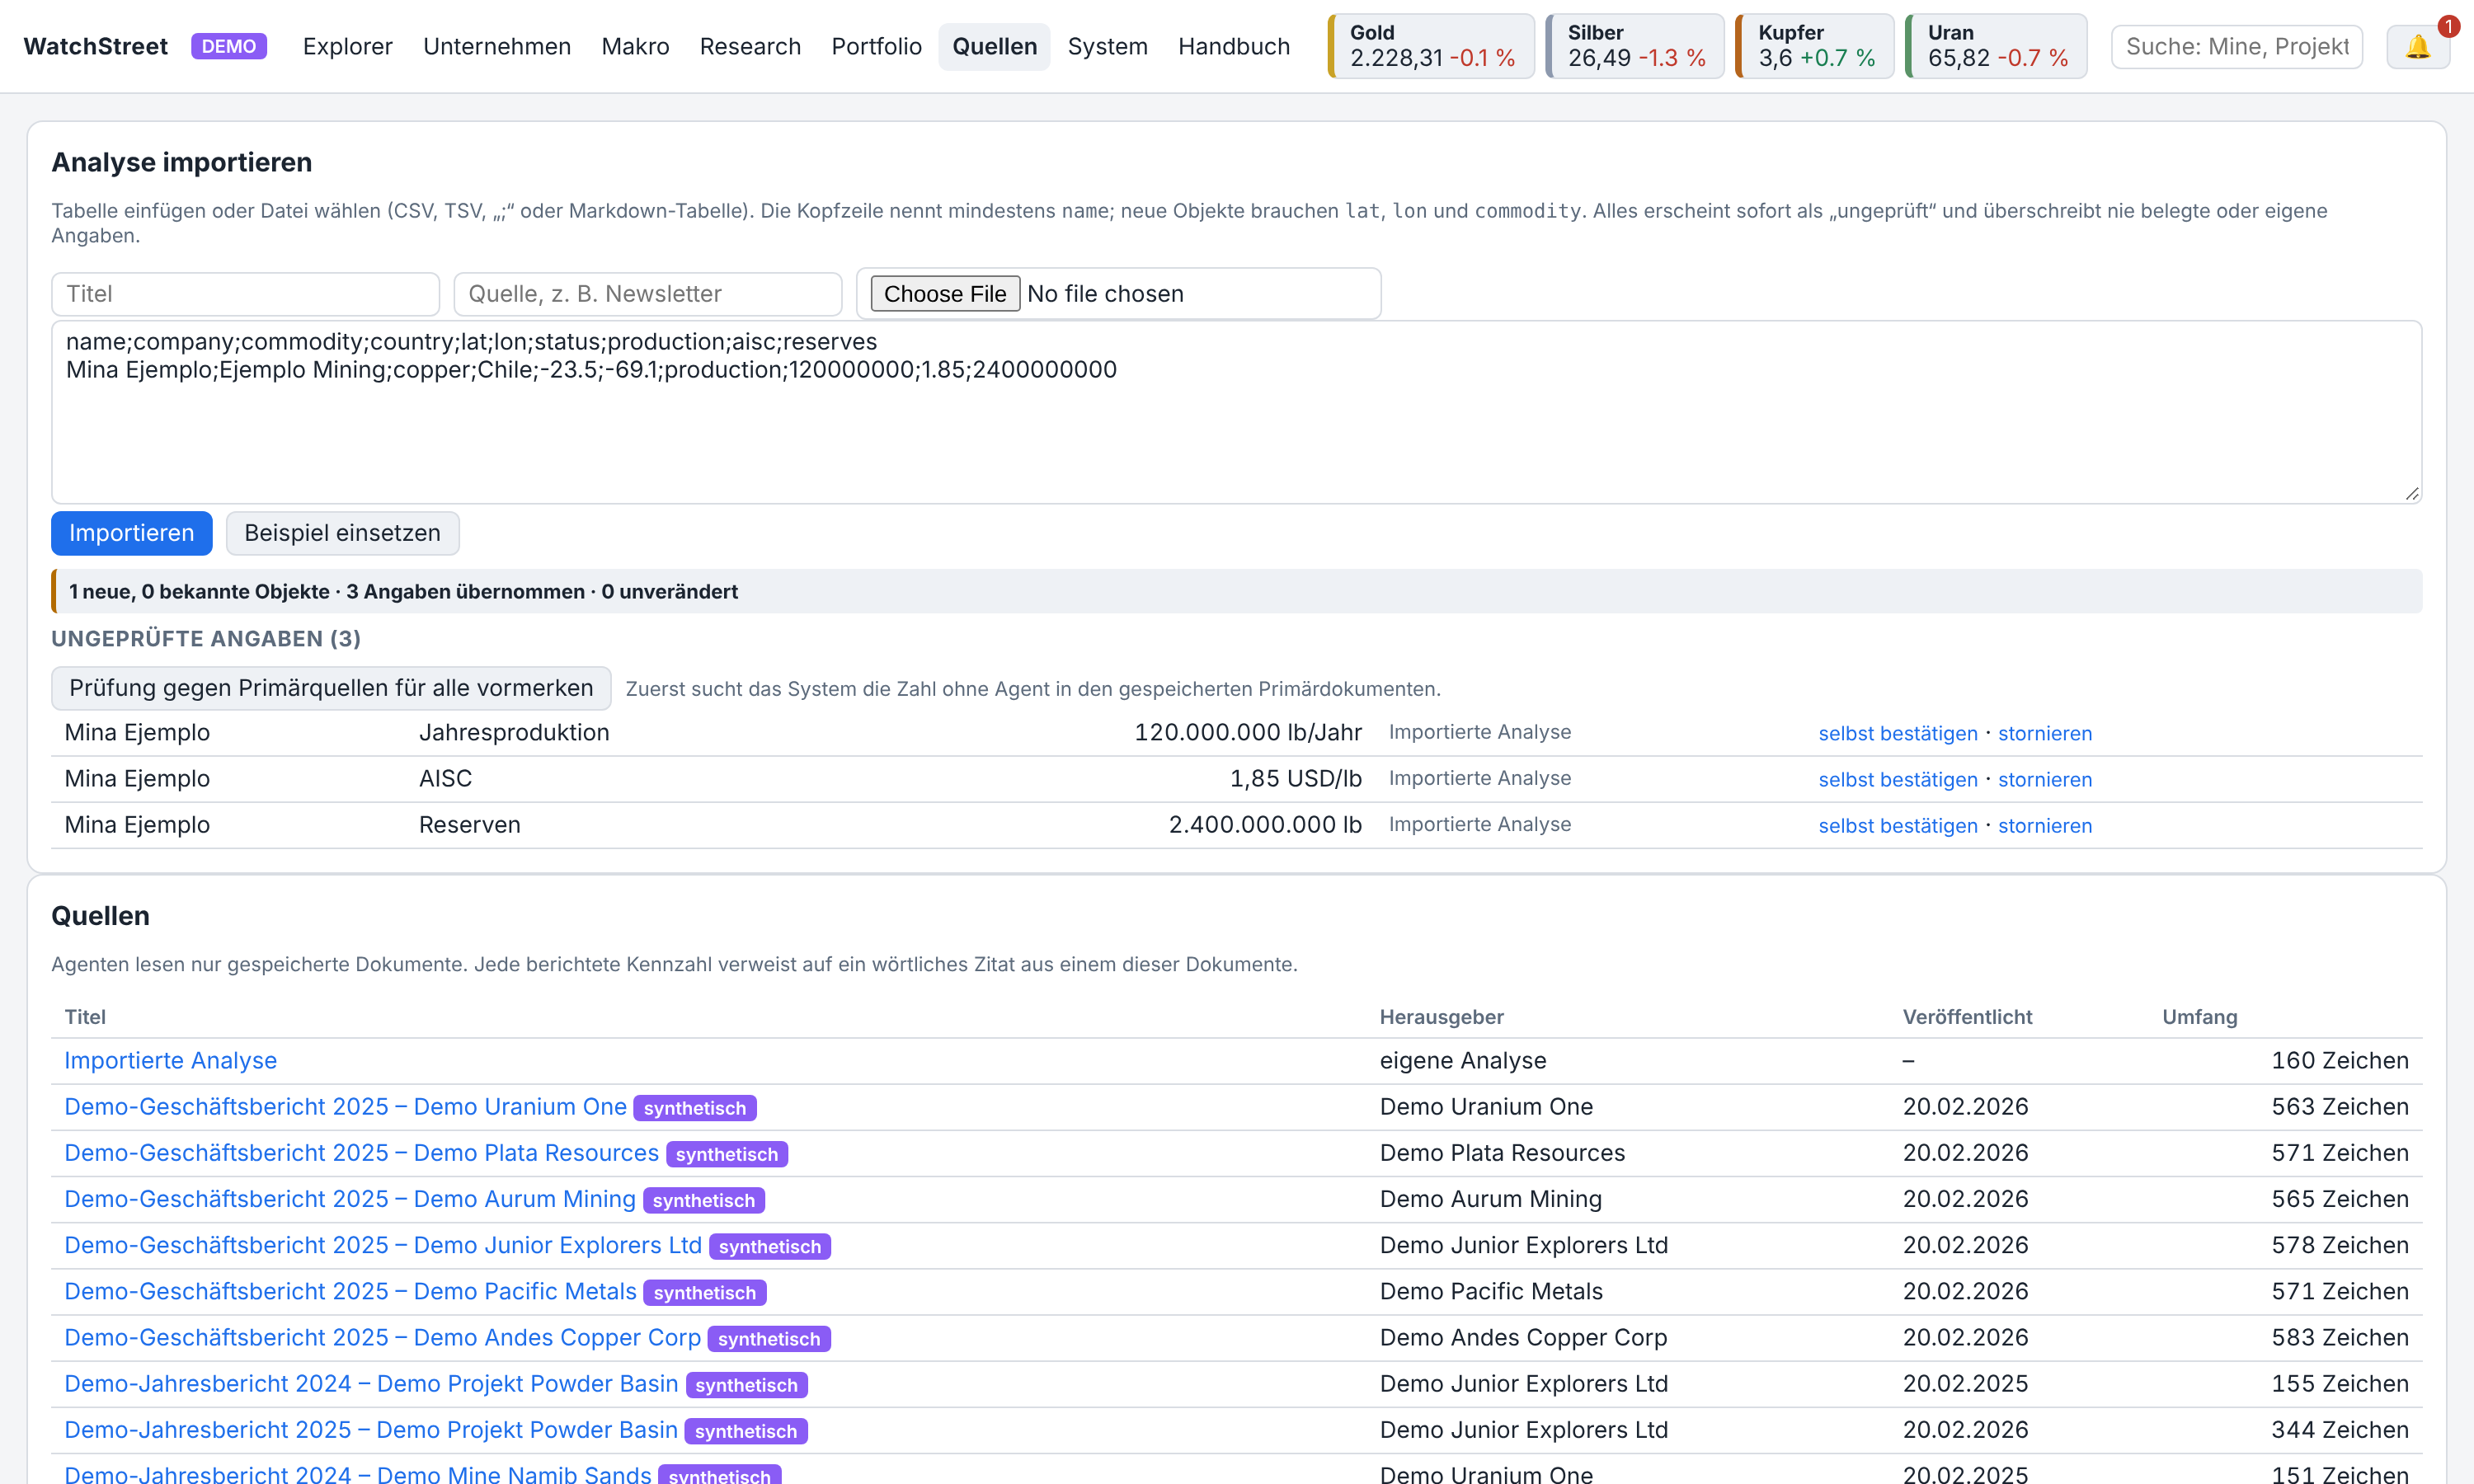 WatchStreet DEMO Explorer Unternehmen Makro Research Portfolio Quellen System Handbuch
Gold
2.228,31 -0.1 %
Silber
26,49 -1.3 %
Kupfer
3,6 +0.7 %
Uran
65,82 -0.7 %
Suche: Mine, Projekt
1
Analyse importieren
Tabelle einfügen oder Datei wählen (CSV, TSV, „;“ oder Markdown-Tabelle). Die Kopfzeile nennt mindestens name; neue Objekte brauchen lat, lon und commodity. Alles erscheint sofort als „ungeprüft“ und überschreibt nie belegte oder eigene
Angaben.
Titel Quelle, z. B. Newsletter Choose File No file chosen
name;company;commodity;country;lat;lon;status;production;aisc;reserves
Mina Ejemplo;Ejemplo Mining;copper;Chile;-23.5;-69.1;production;120000000;1.85;2400000000
Importieren Beispiel einsetzen
1 neue, 0 bekannte Objekte · 3 Angaben übernommen · 0 unverändert
UNGEPRÜFTE ANGABEN (3)
Prüfung gegen Primärquellen für alle vormerken Zuerst sucht das System die Zahl ohne Agent in den gespeicherten Primärdokumenten.
Mina Ejemplo Jahresproduktion 120.000.000 lb/Jahr Importierte Analyse selbst bestätigen · stornieren
Mina Ejemplo AISC 1,85 USD/lb Importierte Analyse selbst bestätigen · stornieren
Mina Ejemplo Reserven 2.400.000.000 lb Importierte Analyse selbst bestätigen · stornieren
Quellen
Agenten lesen nur gespeicherte Dokumente. Jede berichtete Kennzahl verweist auf ein wörtliches Zitat aus einem dieser Dokumente.
Titel Herausgeber Veröffentlicht Umfang
Importierte Analyse eigene Analyse – 160 Zeichen
Demo-Geschäftsbericht 2025 – Demo Uranium One synthetisch Demo Uranium One 20.02.2026 563 Zeichen
Demo-Geschäftsbericht 2025 – Demo Plata Resources synthetisch Demo Plata Resources 20.02.2026 571 Zeichen
Demo-Geschäftsbericht 2025 – Demo Aurum Mining synthetisch Demo Aurum Mining 20.02.2026 565 Zeichen
Demo-Geschäftsbericht 2025 – Demo Junior Explorers Ltd synthetisch Demo Junior Explorers Ltd 20.02.2026 578 Zeichen
Demo-Geschäftsbericht 2025 – Demo Pacific Metals synthetisch Demo Pacific Metals 20.02.2026 571 Zeichen
Demo-Geschäftsbericht 2025 – Demo Andes Copper Corp synthetisch Demo Andes Copper Corp 20.02.2026 583 Zeichen
Demo-Jahresbericht 2024 – Demo Projekt Powder Basin synthetisch Demo Junior Explorers Ltd 20.02.2025 155 Zeichen
Demo-Jahresbericht 2025 – Demo Projekt Powder Basin synthetisch Demo Junior Explorers Ltd 20.02.2026 344 Zeichen
Demo-Jahresbericht 2024 – Demo Mine Namib Sands synthetisch Demo Uranium One 20.02.2025 151 Zeichen